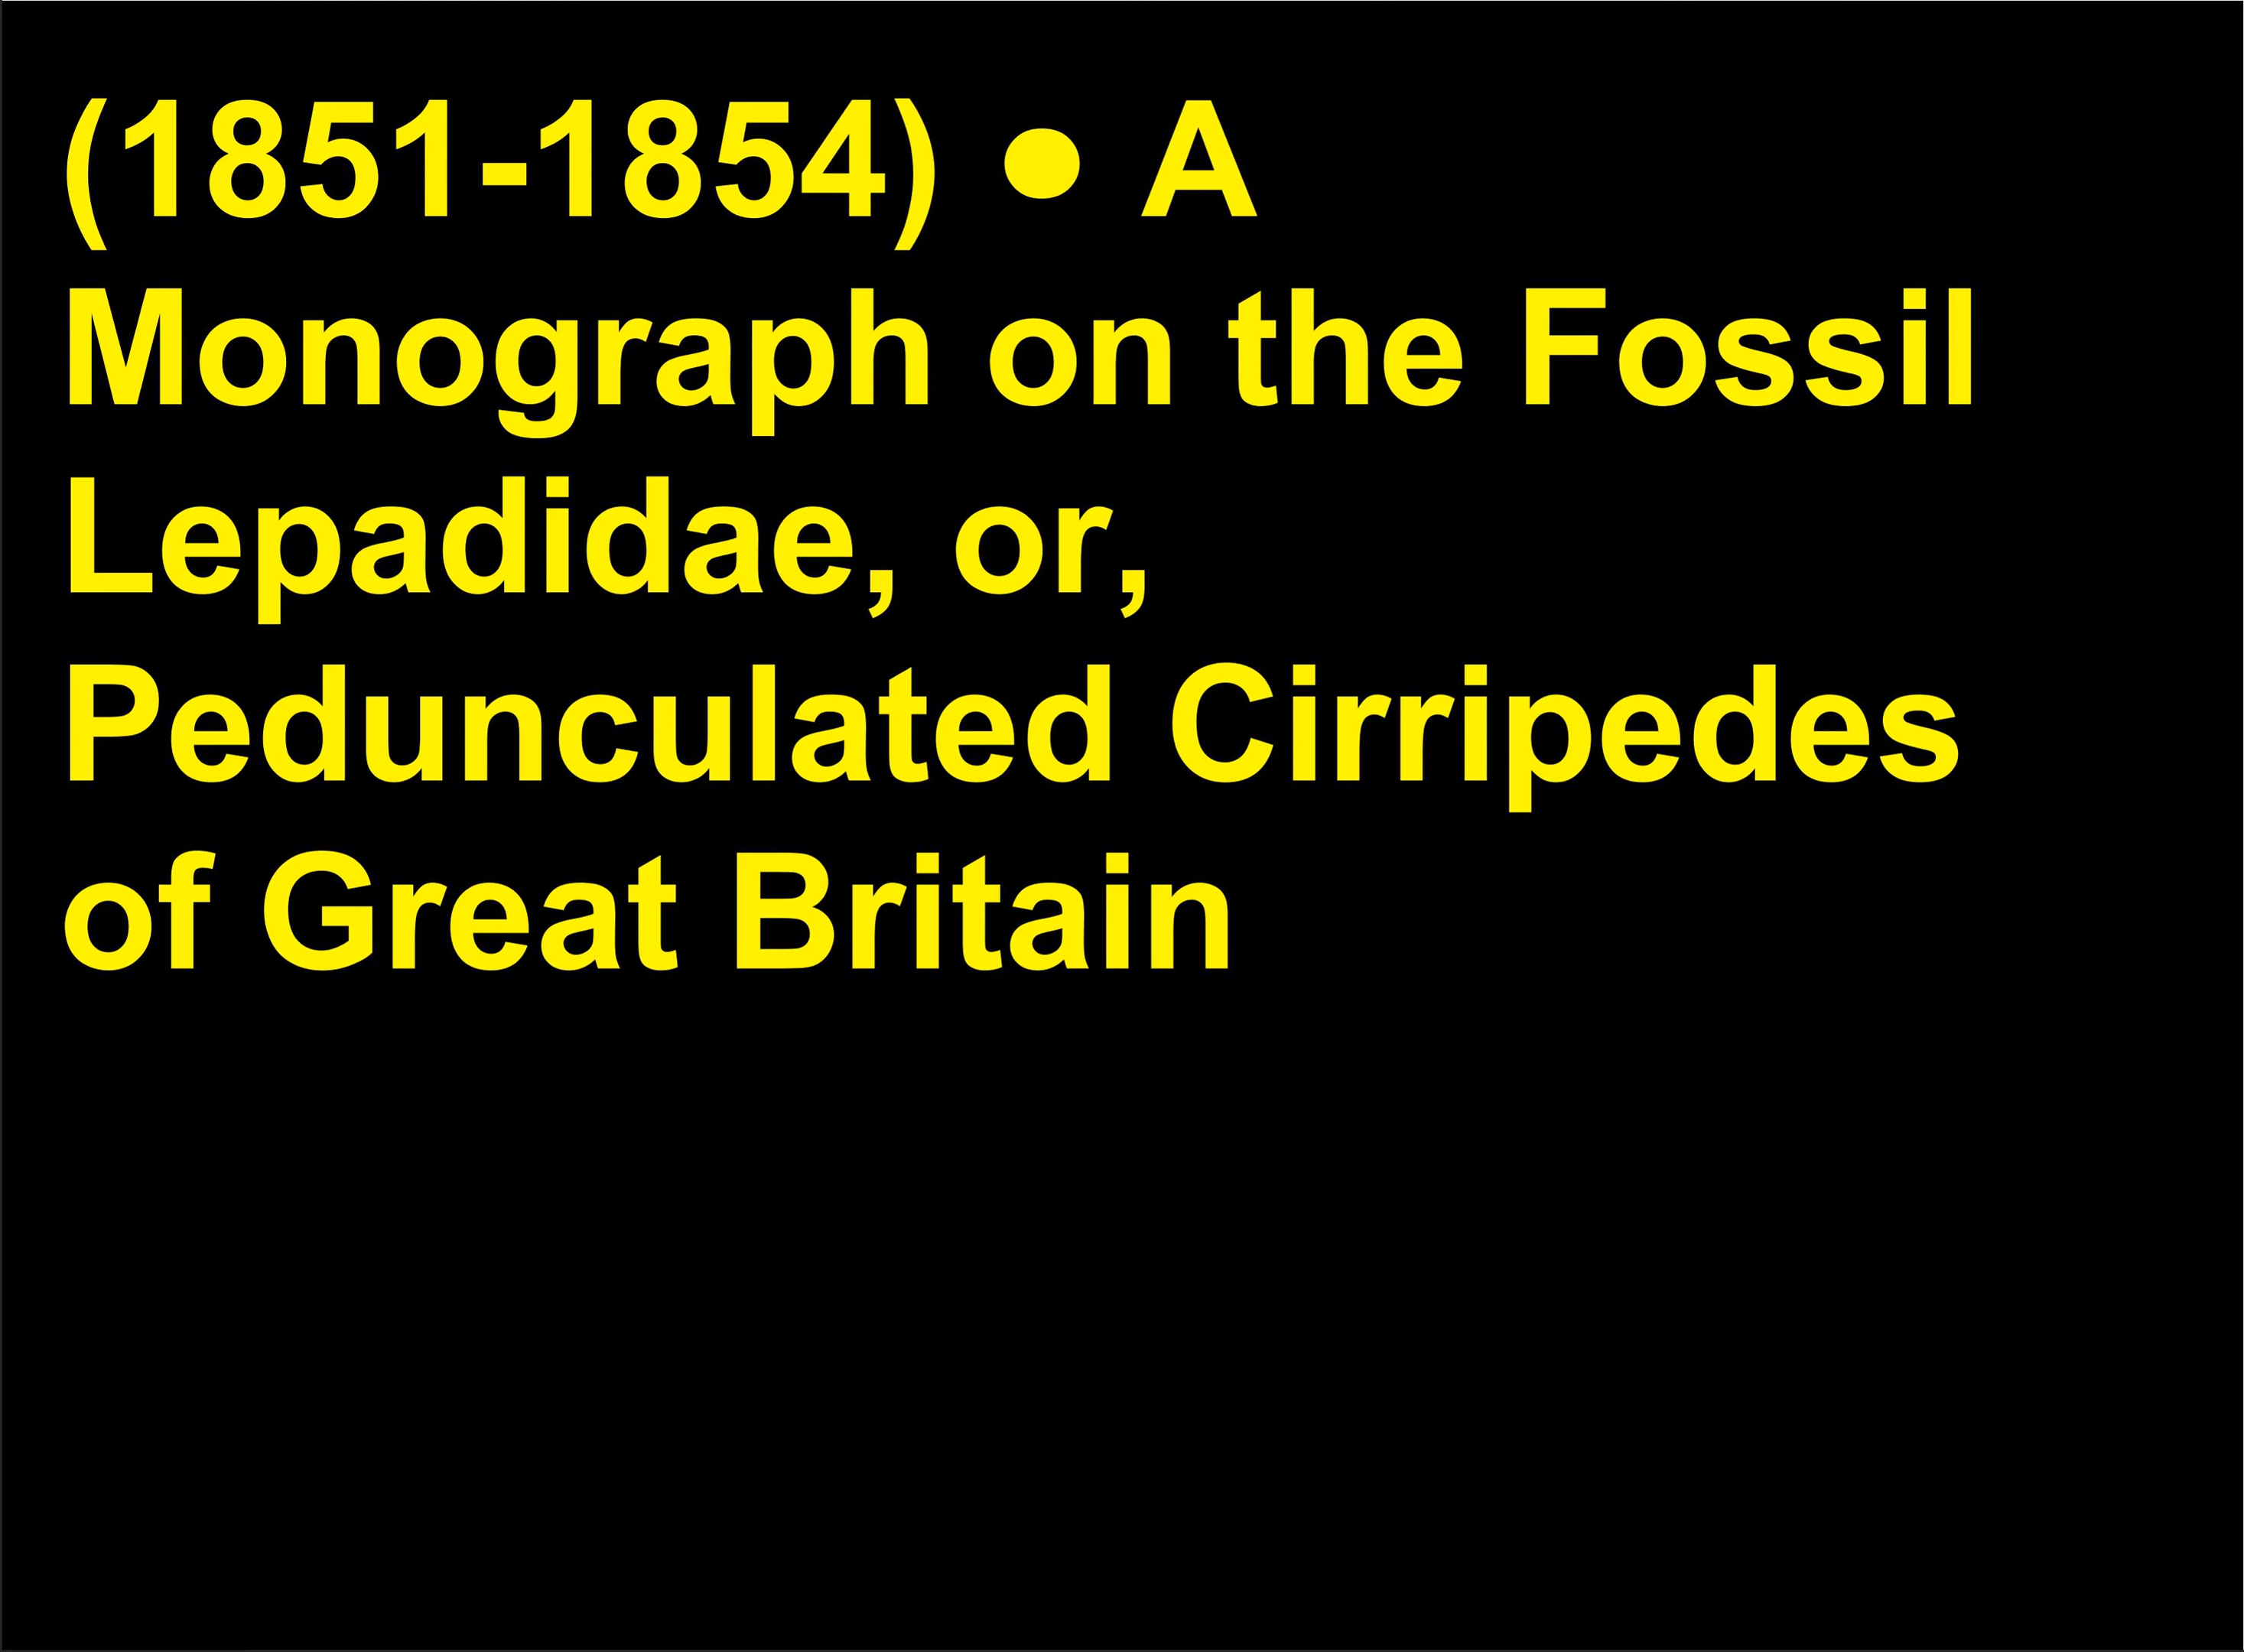 (1851-1854) ● A
Monograph on the Fossil
Lepadidae, or,
Pedunculated Cirripedes
of Great Britain